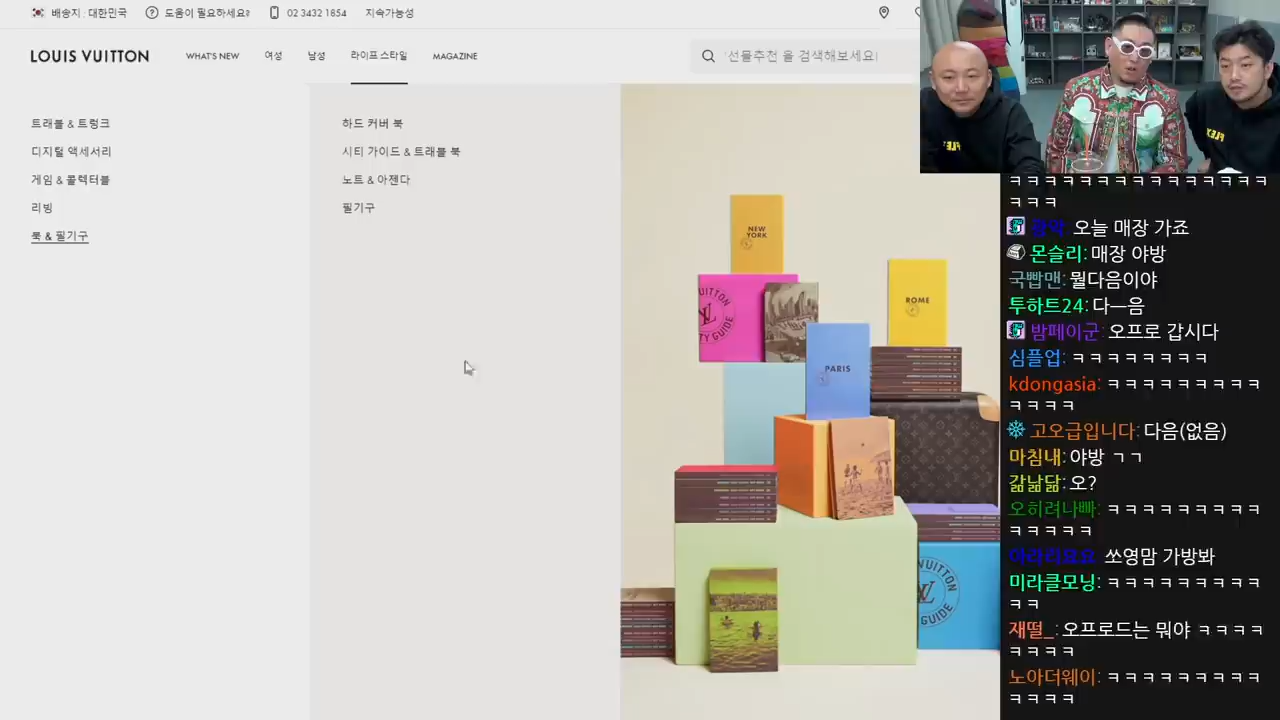 배송지 : 대한민국
도움이 필요하세요?
02 3432 1854
지속가능성
LOUIS VUITTON
WHAT'S NEW
여성
남성
라이프 스타일
MAGAZINE
'선물추천'을 검색해보세요!
트래블 & 트렁크
디지털 액세서리
게임 & 콜렉터블
리빙
북 & 필기구
하드 커버 북
시티 가이드 & 트래블 북
노트 & 아젠다
필기구
NEW YORK
ROME
PARIS
ㅋㅋㅋㅋㅋㅋㅋㅋㅋㅋㅋㅋㅋㅋㅋ
ㅋㅋㅋㅋ
오늘 매장 가죠
몬슬리: 매장 야방
국빱맨: 뭘다음이야
투하트24: 다—음
밤페이군: 오프로 갑시다
심플업: ㅋㅋㅋㅋㅋㅋㅋㅋ
kdongasia: ㅋㅋㅋㅋㅋㅋㅋㅋㅋ
ㅋㅋㅋㅋ
고오급입니다: 다음(없음)
마침내: 야방 ㄱㄱ
갊낣닮: 오?
오히려나빠: ㅋㅋㅋㅋㅋㅋㅋㅋㅋ
ㅋㅋㅋㅋㅋ
아라리요요: 쏘영맘 가방봐
미라클모닝: ㅋㅋㅋㅋㅋㅋㅋㅋㅋ
ㅋㅋ
재떨_: 오프로드는 뭐야 ㅋㅋㅋㅋ
ㅋㅋㅋㅋ
노아더웨이: ㅋㅋㅋㅋㅋㅋㅋㅋㅋ
ㅋㅋㅋㅋ